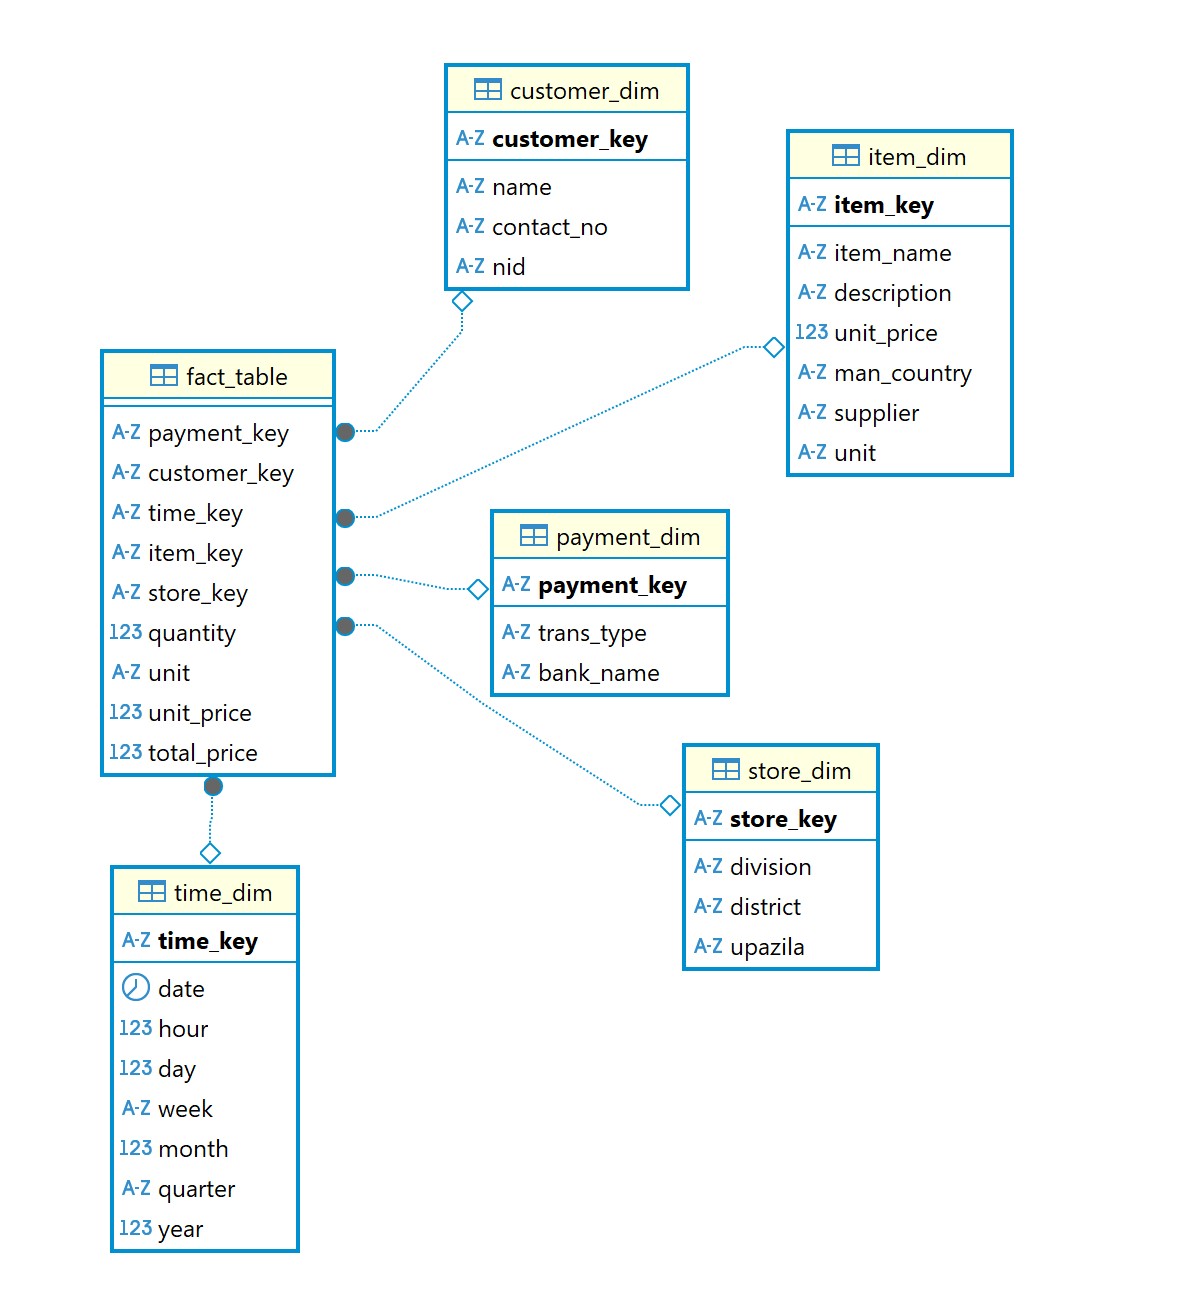 customer_dim
A-Z customer_key
A-Z name
A-Z contact_no
A-Z nid
item_dim
A-Z item_key
A-Z item_name
A-Z description
123 unit_price
A-Z man_country
A-Z supplier
A-Z unit
fact_table
A-Z payment_key
A-Z customer_key
A-Z time_key
A-Z item_key
A-Z store_key
123 quantity
A-Z unit
123 unit_price
123 total_price
payment_dim
A-Z payment_key
A-Z trans_type
A-Z bank_name
store_dim
A-Z store_key
A-Z division
A-Z district
A-Z upazila
time_dim
A-Z time_key
date
123 hour
123 day
A-Z week
123 month
A-Z quarter
123 year